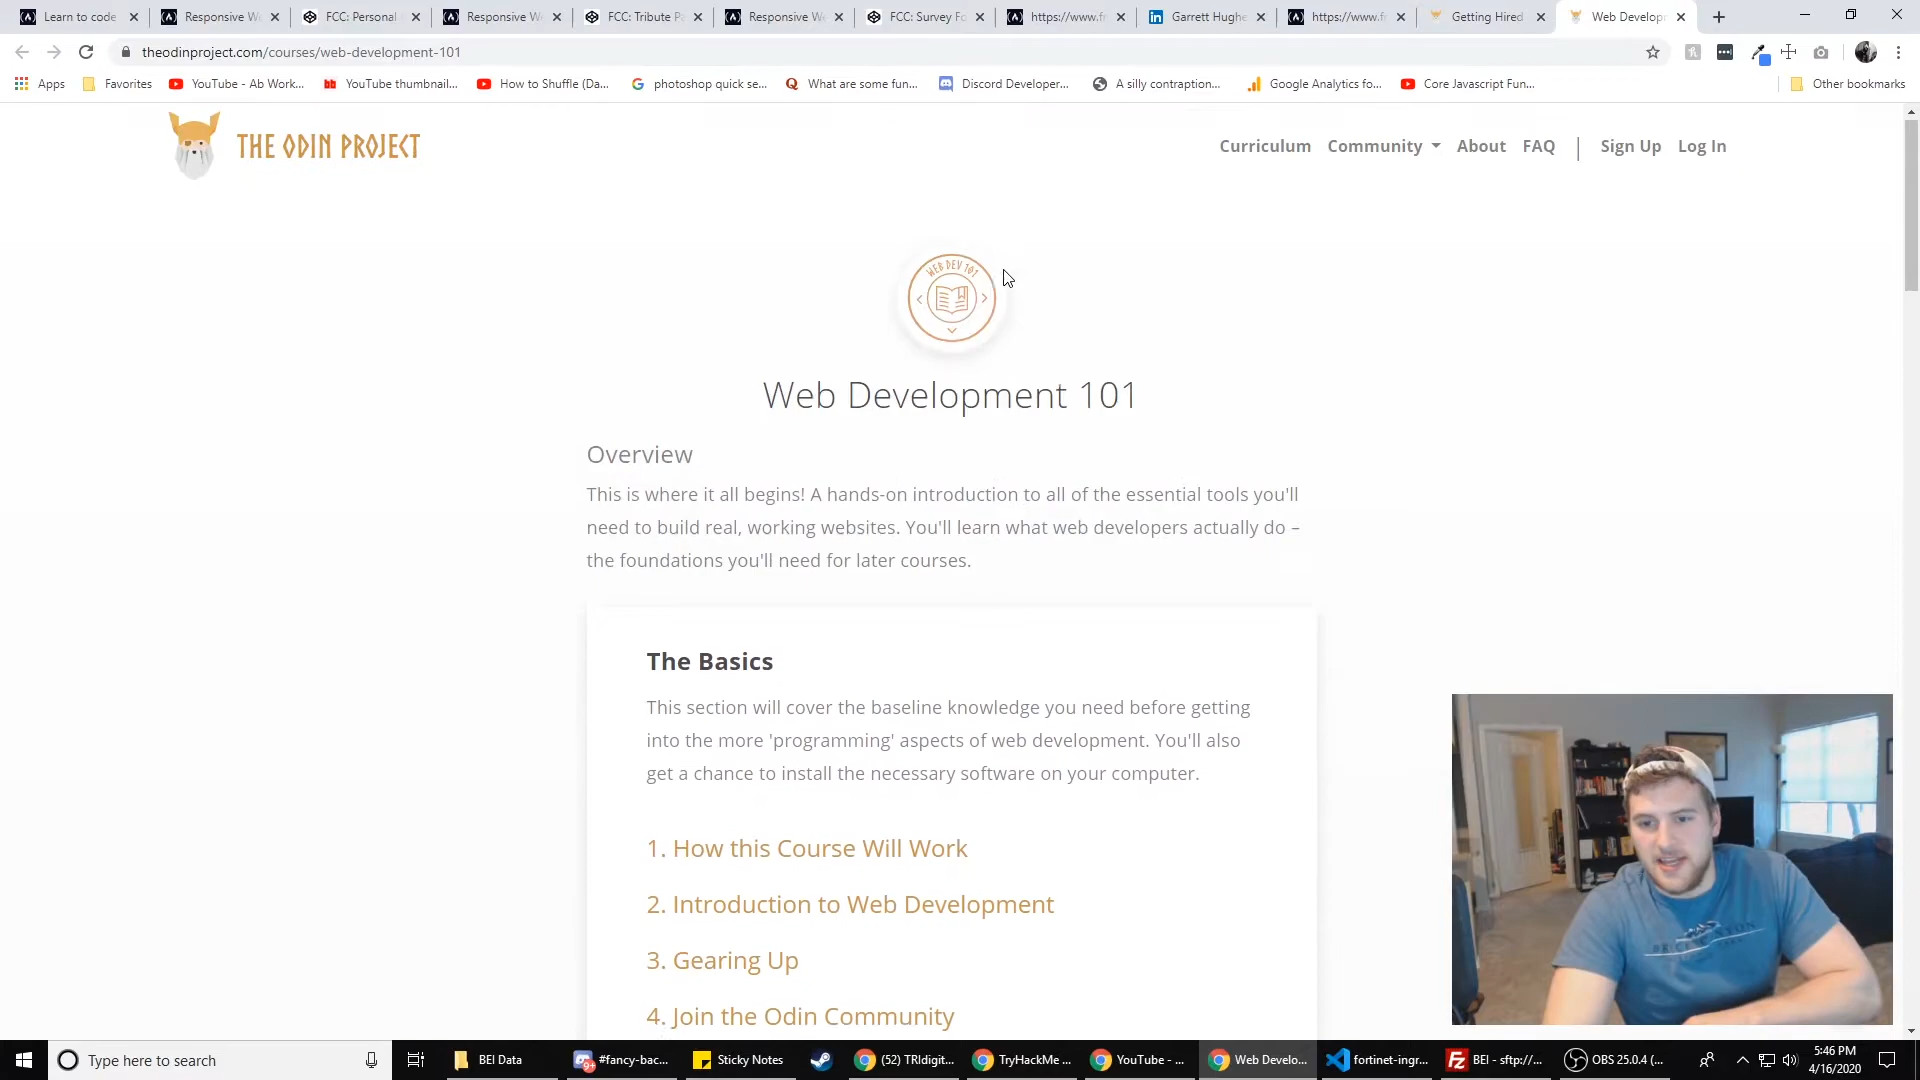 Learn to code
Responsive W
FCC: Personal
Responsive W
FCC: Tribute P
Responsive W
FCC: Survey Fo
https://www.fr
Garrett Hughe
https://www.fr
Getting Hired
Web Develop
theodinproject.com/courses/web-development-101
Apps
Favorites
YouTube - Ab Work...
YouTube thumbnail...
How to Shuffle (Da...
photoshop quick se...
What are some fun...
Discord Developer...
A silly contraption...
Google Analytics fo...
Core Javascript Fun...
Other bookmarks
THE ODIN PROJECT
Curriculum
Community
About
FAQ
Sign Up
Log In
WEB DEV 101
Web Development 101
Overview
This is where it all begins! A hands-on introduction to all of the essential tools you'll
need to build real, working websites. You'll learn what web developers actually do –
the foundations you'll need for later courses.
The Basics
This section will cover the baseline knowledge you need before getting
into the more 'programming' aspects of web development. You'll also
get a chance to install the necessary software on your computer.
1. How this Course Will Work
2. Introduction to Web Development
3. Gearing Up
4. Join the Odin Community
Type here to search
BEI Data
#fancy-bac...
Sticky Notes
(52) TRIdigit...
TryHackMe ...
YouTube - ...
Web Develo...
fortinet-ingr...
BEI - sftp://...
OBS 25.0.4 (...
5:46 PM
4/16/2020